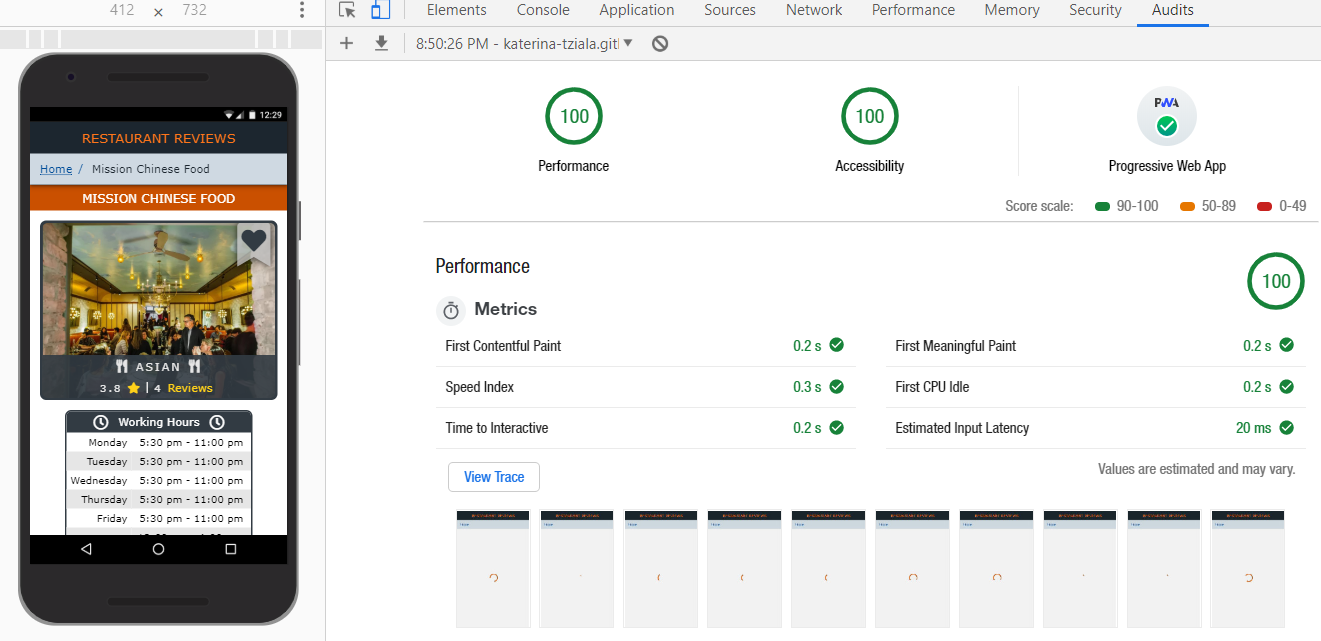 412 × 732
Elements Console Application Sources Network Performance Memory Security Audits
8:50:26 PM - katerina-tziala.git
12:29
RESTAURANT REVIEWS
Home / Mission Chinese Food
MISSION CHINESE FOOD
ASIAN
3.8 | 4 Reviews
Working Hours
Monday 5:30 pm - 11:00 pm
Tuesday 5:30 pm - 11:00 pm
Wednesday 5:30 pm - 11:00 pm
Thursday 5:30 pm - 11:00 pm
Friday 5:30 pm - 11:00 pm
100 100 PWA
Performance Accessibility Progressive Web App
Score scale: 90-100 50-89 0-49
Performance 100
Metrics
First Contentful Paint 0.2 s First Meaningful Paint 0.2 s
Speed Index 0.3 s First CPU Idle 0.2 s
Time to Interactive 0.2 s Estimated Input Latency 20 ms
View Trace Values are estimated and may vary.